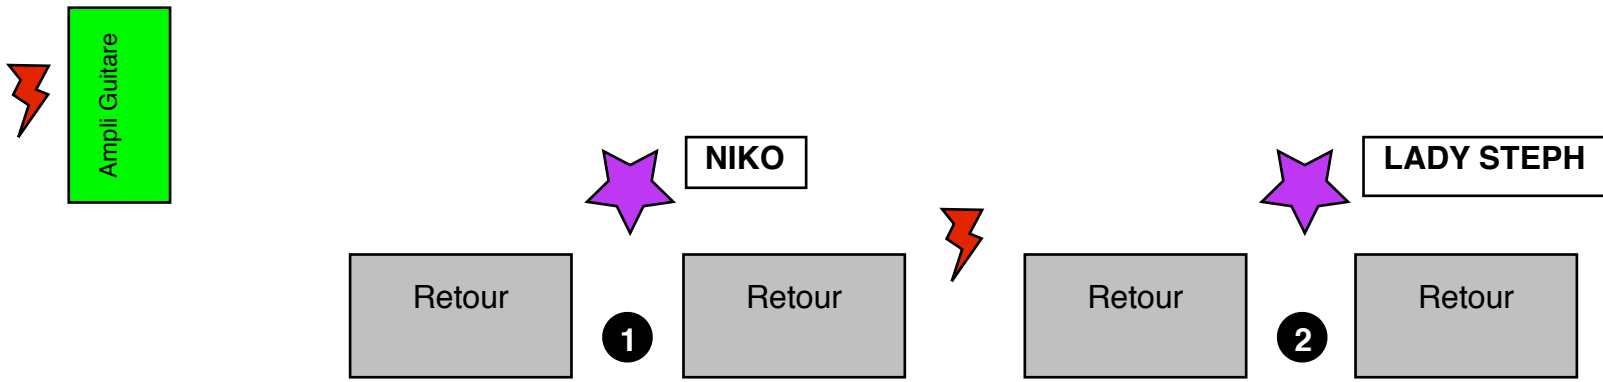 Ampli Guitare
NIKO
LADY STEPH
Retour
Retour
Retour
Retour
1
2